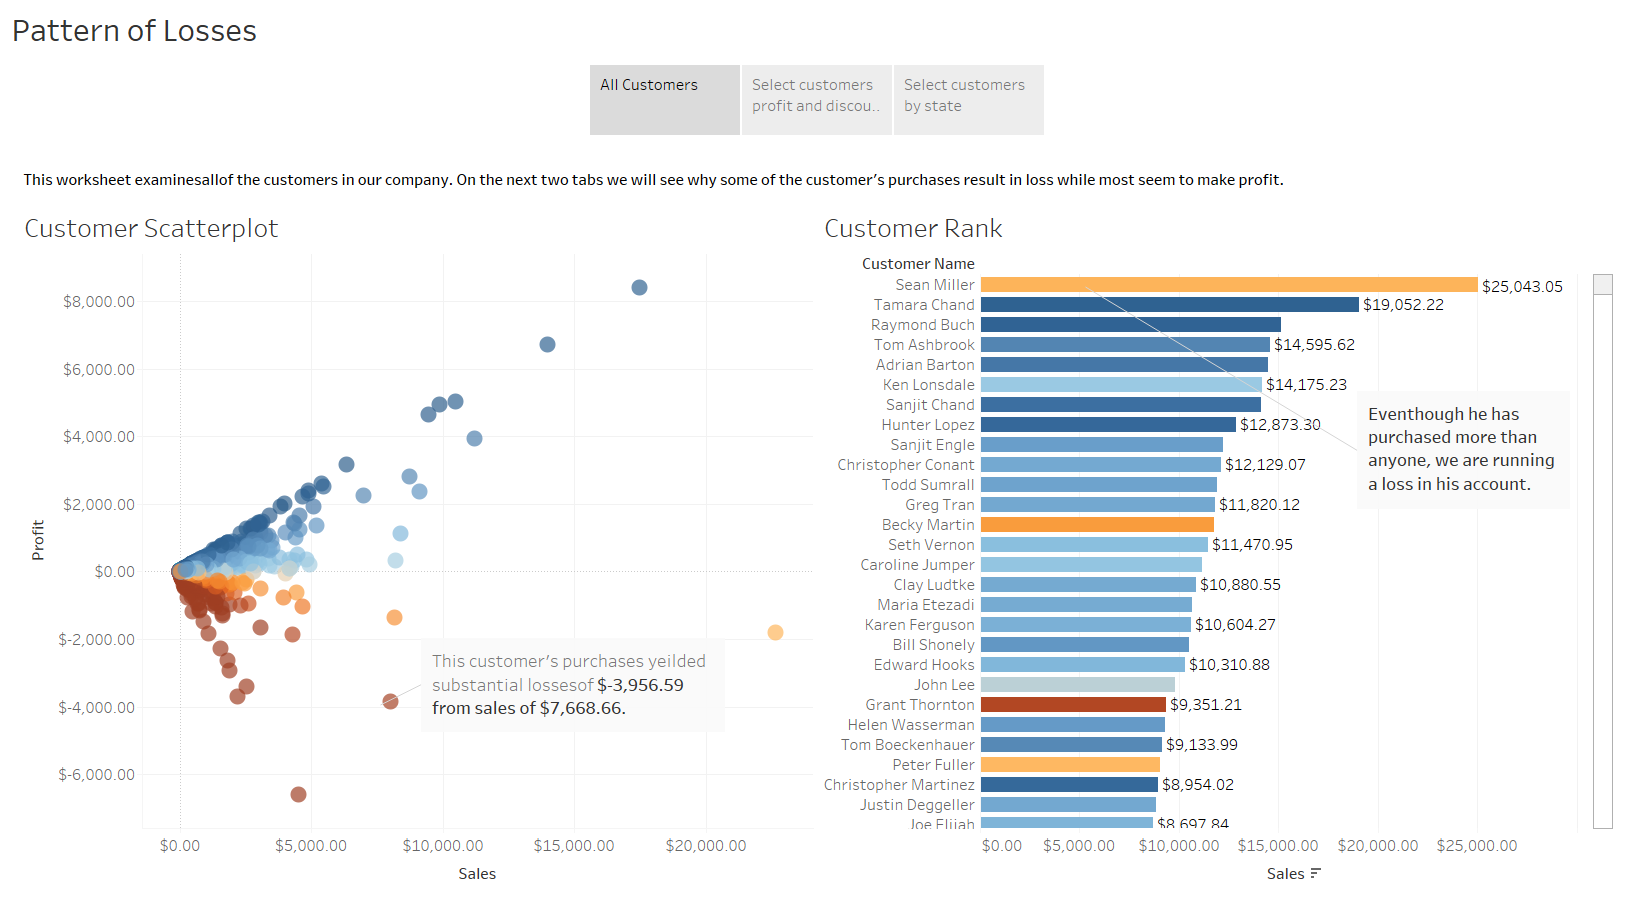 Pattern of Losses
All Customers
Select customers
profit and discou..
Select customers
by state
This worksheet examinesallof the customers in our company. On the next two tabs we will see why some of the customer's purchases result in loss while most seem to make profit.
Customer Scatterplot
Profit
$8,000.00
$6,000.00
$4,000.00
$2,000.00
$0.00
$-2,000.00
$-4,000.00
$-6,000.00
This customer's purchases yeilded
substantial lossesof $-3,956.59
from sales of $7,668.66.
$0.00 $5,000.00 $10,000.00 $15,000.00 $20,000.00
Sales
Customer Rank
Customer Name
Sean Miller $25,043.05
Tamara Chand $19,052.22
Raymond Buch
Tom Ashbrook $14,595.62
Adrian Barton
Ken Lonsdale $14,175.23
Sanjit Chand
Hunter Lopez $12,873.30
Sanjit Engle
Christopher Conant $12,129.07
Todd Sumrall
Greg Tran $11,820.12
Becky Martin
Seth Vernon $11,470.95
Caroline Jumper
Clay Ludtke $10,880.55
Maria Etezadi
Karen Ferguson $10,604.27
Bill Shonely
Edward Hooks $10,310.88
John Lee
Grant Thornton $9,351.21
Helen Wasserman
Tom Boeckenhauer $9,133.99
Peter Fuller
Christopher Martinez $8,954.02
Justin Deggeller
Joe Elijah $8,697.84
Eventhough he has
purchased more than
anyone, we are running
a loss in his account.
$0.00 $5,000.00 $10,000.00 $15,000.00 $20,000.00 $25,000.00
Sales